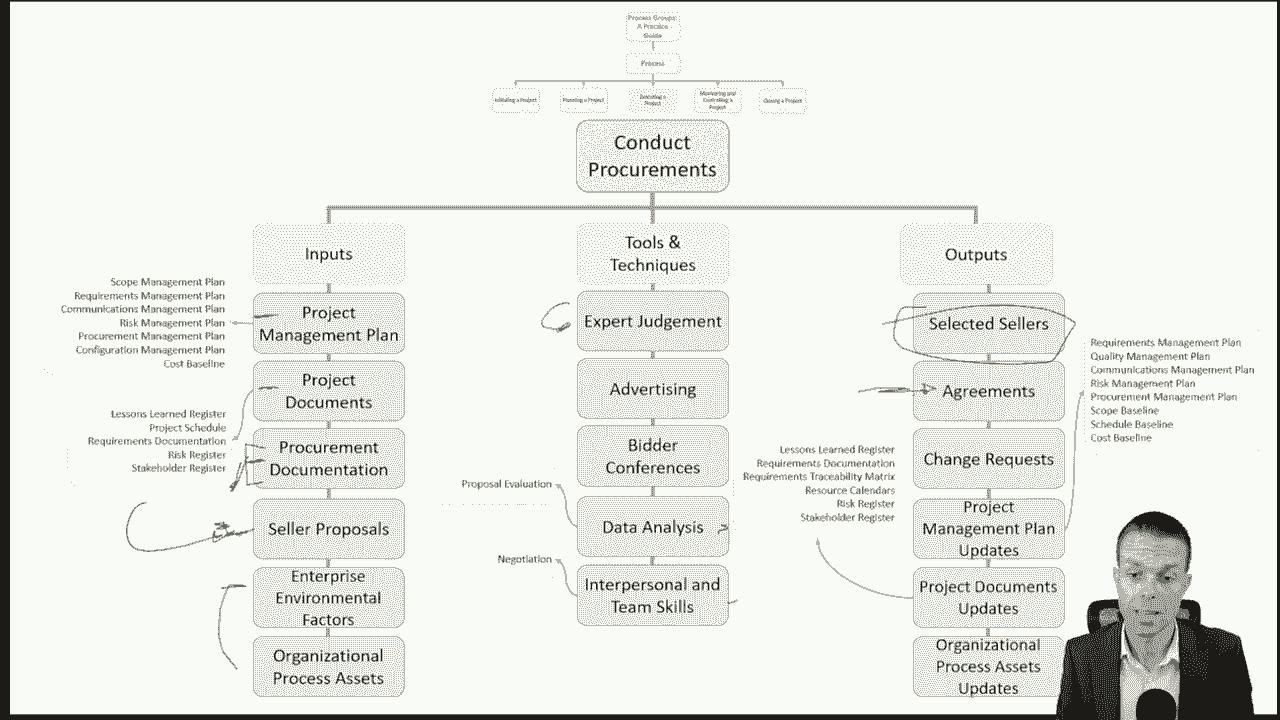 Process Groups:
A Practice
Guide
Process
Initiating a Project
Planning a Project
Executing a
Project
Monitoring and
Controlling a
Project
Closing a Project
Conduct
Procurements
Inputs
Scope Management Plan
Requirements Management Plan
Communications Management Plan
Risk Management Plan
Procurement Management Plan
Configuration Management Plan
Cost Baseline
Project
Management Plan
Project
Documents
Lessons Learned Register
Project Schedule
Requirements Documentation
Risk Register
Stakeholder Register
Procurement
Documentation
Seller Proposals
Enterprise
Environmental
Factors
Organizational
Process Assets
Tools &
Techniques
Expert Judgement
Advertising
Bidder
Conferences
Proposal Evaluation
Data Analysis
Negotiation
Interpersonal and
Team Skills
Outputs
Selected Sellers
Agreements
Change Requests
Project
Management Plan
Updates
Requirements Management Plan
Quality Management Plan
Communications Management Plan
Risk Management Plan
Procurement Management Plan
Scope Baseline
Schedule Baseline
Cost Baseline
Lessons Learned Register
Requirements Documentation
Requirements Traceability Matrix
Resource Calendars
Risk Register
Stakeholder Register
Project Documents
Updates
Organizational
Process Assets
Updates